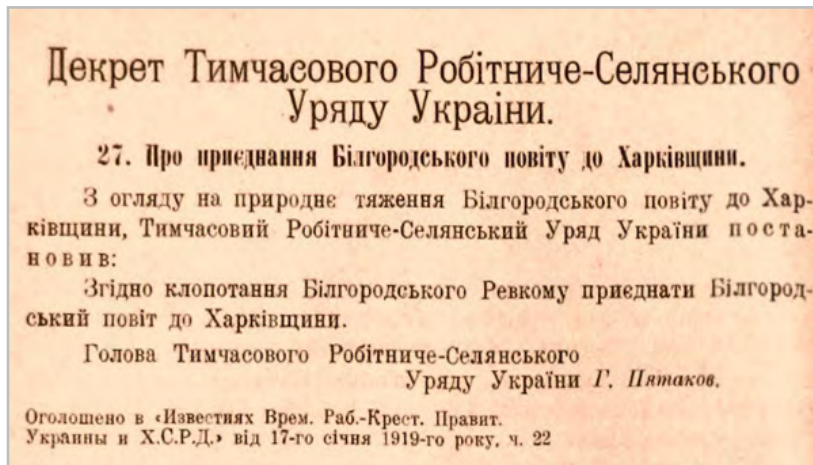 Декрет Тимчасового Робітниче-Селянського
Уряду Украіни.
27. Про приєднання Білгородського повіту до Харківщини.
З огляду на природнє тяженння Білгородського повіту до Хар-
ківщини, Тимчасовий Робітниче-Селянський Уряд України поста-
новив:
Згідно клопотання Білгородського Ревкому приєднати Білгород-
ський повіт до Харківщини.
Голова Тимчасового Робітниче-Селянського
Уряду України Г. Пятаков.
Оголошено в «Известиях Врем. Раб.-Крест. Правит.
Украины и Х.С.Р.Д.» від 17-го січня 1919-го року, ч. 22